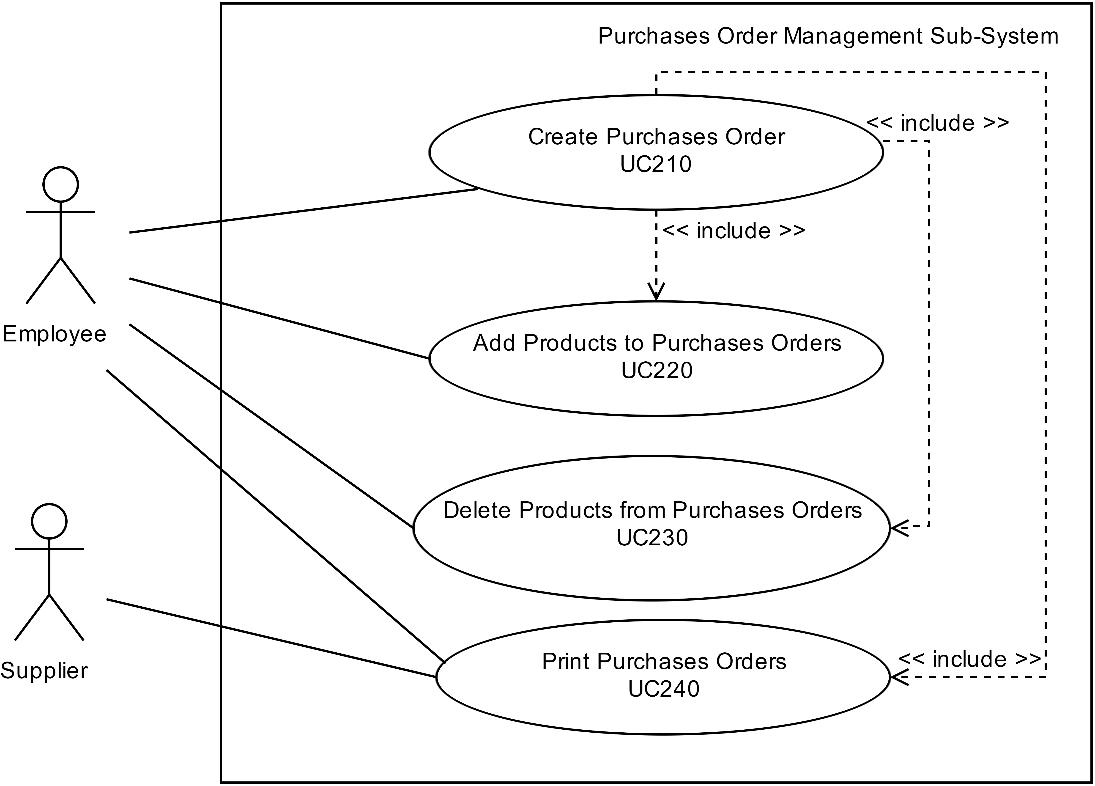 Purchases Order Management Sub-System
<< include >>
Create Purchases Order
UC210
<< include >>
Employee
Add Products to Purchases Orders
UC220
Delete Products from Purchases Orders
UC230
Supplier
Print Purchases Orders
UC240
<< include >>